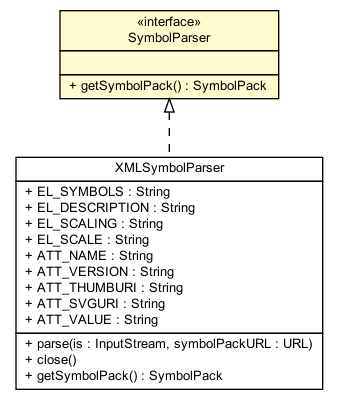 «interface»
SymbolParser
+ getSymbolPack() : SymbolPack
XMLSymbolParser
+ EL_SYMBOLS : String
+ EL_DESCRIPTION : String
+ EL_SCALING : String
+ EL_SCALE : String
+ ATT_NAME : String
+ ATT_VERSION : String
+ ATT_THUMBURI : String
+ ATT_SVGURI : String
+ ATT_VALUE : String
+ parse(is : InputStream, symbolPackURL : URL)
+ close()
+ getSymbolPack() : SymbolPack